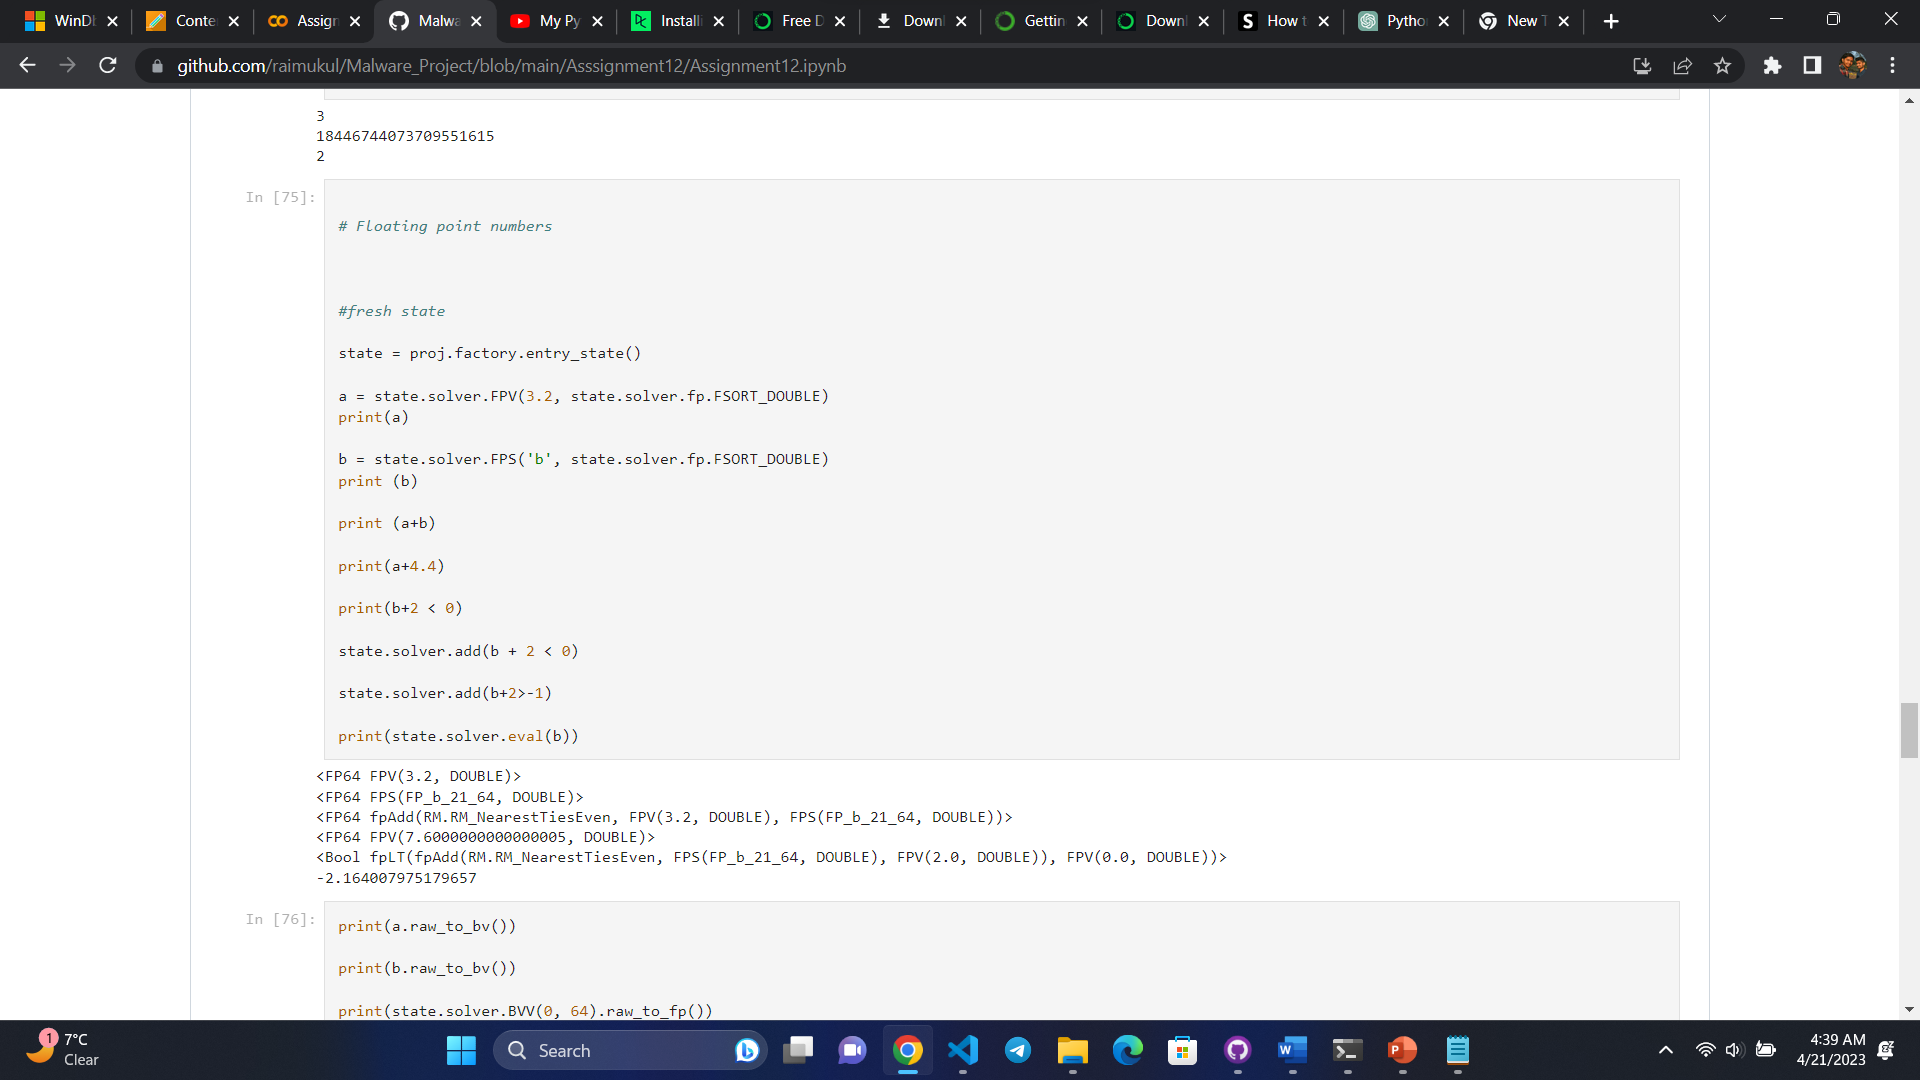 WinD
Conte
Assign
Malwa
My Py
Install
Free D
Downl
Gettin
Downl
How t
Pytho
New T
github.com/raimukul/Malware_Project/blob/main/Asssignment12/Assignment12.ipynb
3
18446744073709551615
2
In [75]:
# Floating point numbers
#fresh state
state = proj.factory.entry_state()
a = state.solver.FPV(3.2, state.solver.fp.FSORT_DOUBLE)
print(a)
b = state.solver.FPS('b', state.solver.fp.FSORT_DOUBLE)
print (b)
print (a+b)
print(a+4.4)
print(b+2 < 0)
state.solver.add(b + 2 < 0)
state.solver.add(b+2>-1)
print(state.solver.eval(b))
<FP64 FPV(3.2, DOUBLE)>
<FP64 FPS(FP_b_21_64, DOUBLE)>
<FP64 fpAdd(RM.RM_NearestTiesEven, FPV(3.2, DOUBLE), FPS(FP_b_21_64, DOUBLE))>
<FP64 FPV(7.6000000000000005, DOUBLE)>
<Bool fpLT(fpAdd(RM.RM_NearestTiesEven, FPS(FP_b_21_64, DOUBLE), FPV(2.0, DOUBLE)), FPV(0.0, DOUBLE))>
-2.164007975179657
In [76]:
print(a.raw_to_bv())
print(b.raw_to_bv())
print(state.solver.BVV(0, 64).raw_to_fp())
1
7°C
Clear
Search
4:39 AM
4/21/2023